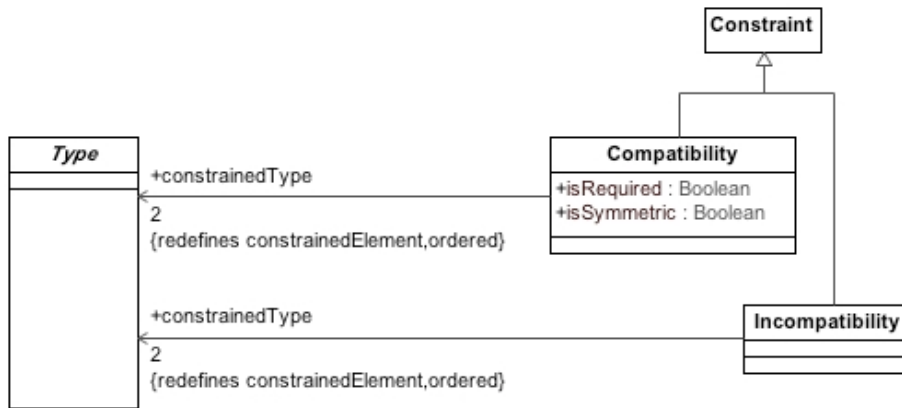 Constraint
Type
Compatibility
+constrainedType
+isRequired : Boolean
+isSymmetric : Boolean
2
{redefines constrainedElement,ordered}
+constrainedType
Incompatibility
2
{redefines constrainedElement,ordered}